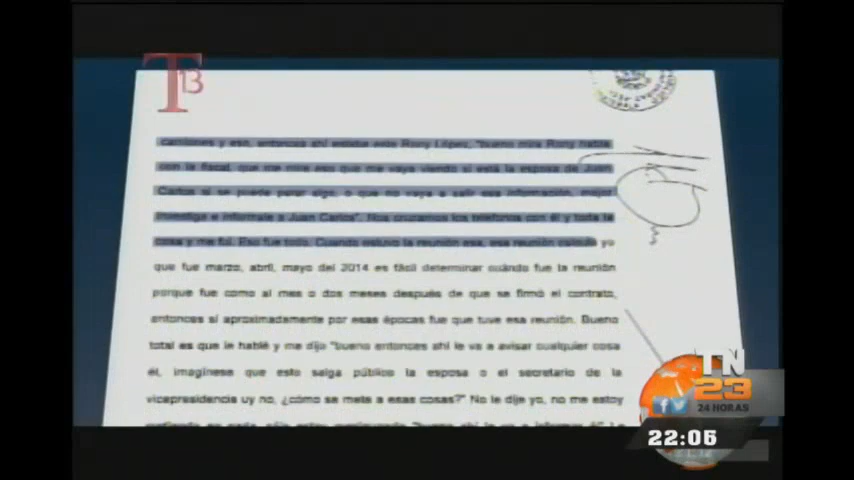 T13
camiones y eso, entonces ahí estaba este Rony López, "bueno mira Rony habla
con la fiscal, que me mire eso que me vaya viendo si está la esposa de Juan
Carlos si se puede parar algo, o que no vaya a salir esa información, mejor
investiga e infórmale a Juan Carlos". Nos cruzamos los teléfonos con él y toda la
cosa y me fui. Eso fue todo. Cuando estuvo la reunión esa, esa reunión calculo yo
que fue marzo, abril, mayo del 2014 es fácil determinar cuándo fue la reunión
porque fue como al mes o dos meses después de que se firmó el contrato,
entonces si aproximadamente por esas épocas fue que tuve esa reunión. Bueno
total es que le hablé y me dijo "bueno entonces ahí le va a avisar cualquier cosa
él, imagínese que esto salga público la esposa o el secretario de la
vicepresidencia uy no, ¿cómo se mete a esas cosas?" No le dije yo, no me estoy
TN
23
24 HORAS
22:05